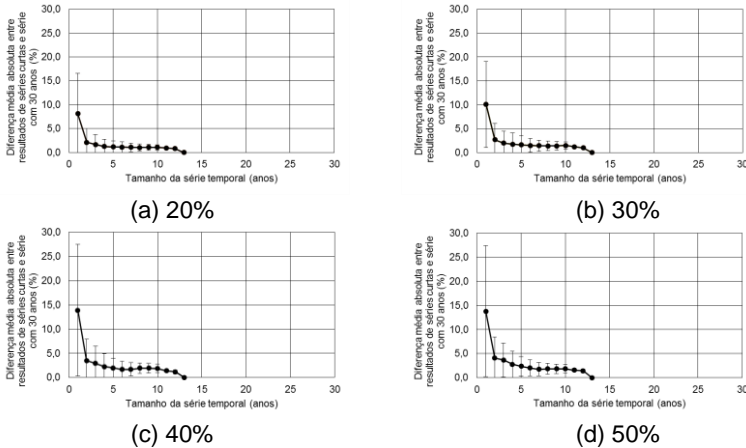 Diferença média absoluta entre
resultados de séries curtas e série
com 30 anos (%)
30,0
25,0
20,0
15,0
10,0
5,0
0,0
0 5 10 15 20 25 30
Tamanho da série temporal (anos)
(a) 20%
Diferença média absoluta entre
resultados de séries curtas e série
com 30 anos (%)
30,0
25,0
20,0
15,0
10,0
5,0
0,0
0 5 10 15 20 25 30
Tamanho da série temporal (anos)
(b) 30%
Diferença média absoluta entre
resultados de séries curtas e série
com 30 anos (%)
30,0
25,0
20,0
15,0
10,0
5,0
0,0
0 5 10 15 20 25 30
Tamanho da série temporal (anos)
(c) 40%
Diferença média absoluta entre
resultados de séries curtas e série
com 30 anos (%)
30,0
25,0
20,0
15,0
10,0
5,0
0,0
0 5 10 15 20 25 30
Tamanho da série temporal (anos)
(d) 50%